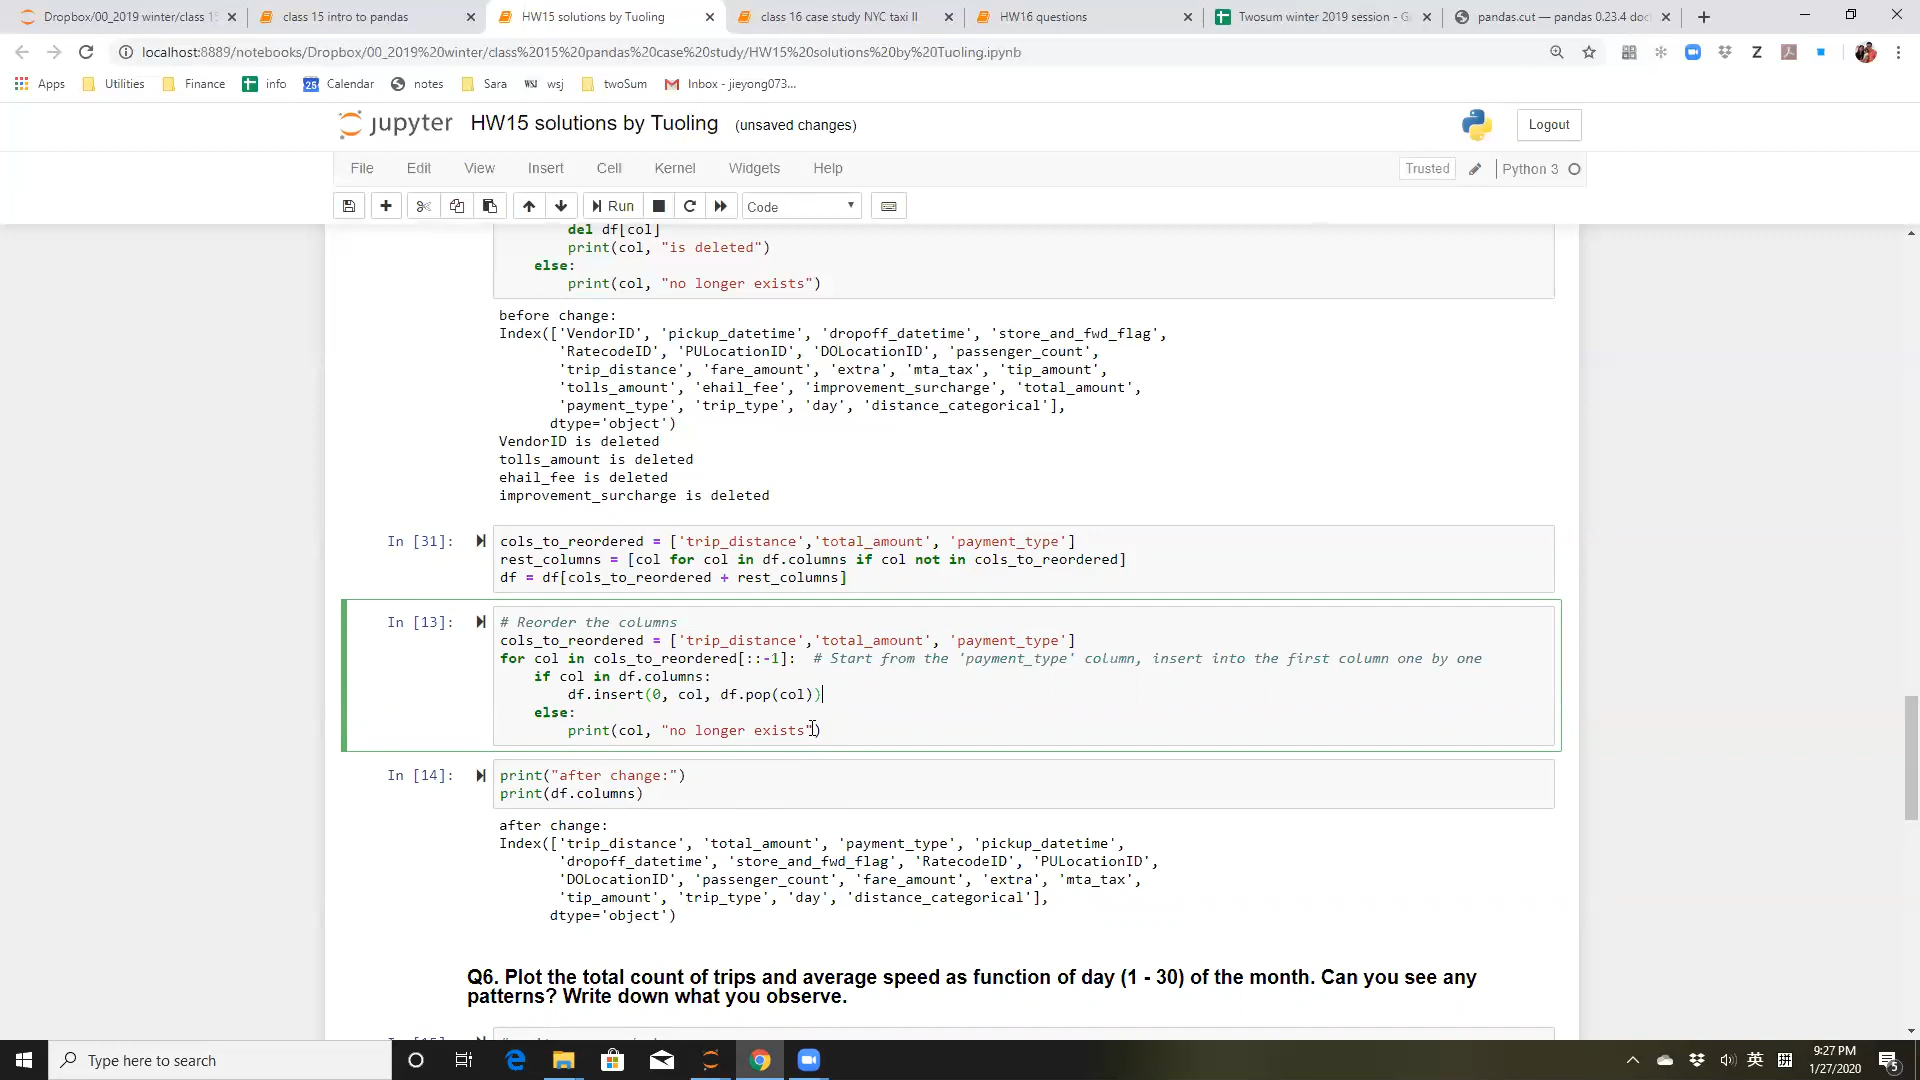 Dropbox/00_2019 winter/class 15
class 15 intro to pandas
HW15 solutions by Tuoling
class 16 case study NYC taxi II
HW16 questions
Twosum winter 2019 session - G
pandas.cut — pandas 0.23.4 doc
localhost:8889/notebooks/Dropbox/00_2019%20winter/class%2015%20pandas%20case%20study/HW15%20solutions%20by%20Tuoling.ipynb
Apps Utilities Finance info Calendar notes Sara wsj twoSum Inbox - jieyong073...
jupyter HW15 solutions by Tuoling (unsaved changes)
Logout
File Edit View Insert Cell Kernel Widgets Help
Trusted Python 3
Run Code
del df[col]
print(col, "is deleted")
else:
print(col, "no longer exists")
before change:
Index(['VendorID', 'pickup_datetime', 'dropoff_datetime', 'store_and_fwd_flag',
'RatecodeID', 'PULocationID', 'DOLocationID', 'passenger_count',
'trip_distance', 'fare_amount', 'extra', 'mta_tax', 'tip_amount',
'tolls_amount', 'ehail_fee', 'improvement_surcharge', 'total_amount',
'payment_type', 'trip_type', 'day', 'distance_categorical'],
dtype='object')
VendorID is deleted
tolls_amount is deleted
ehail_fee is deleted
improvement_surcharge is deleted
In [31]:
cols_to_reordered = ['trip_distance','total_amount', 'payment_type']
rest_columns = [col for col in df.columns if col not in cols_to_reordered]
df = df[cols_to_reordered + rest_columns]
In [13]:
# Reorder the columns
cols_to_reordered = ['trip_distance','total_amount', 'payment_type']
for col in cols_to_reordered[::-1]: # Start from the 'payment_type' column, insert into the first column one by one
if col in df.columns:
df.insert(0, col, df.pop(col))
else:
print(col, "no longer exists")
In [14]:
print("after change:")
print(df.columns)
after change:
Index(['trip_distance', 'total_amount', 'payment_type', 'pickup_datetime',
'dropoff_datetime', 'store_and_fwd_flag', 'RatecodeID', 'PULocationID',
'DOLocationID', 'passenger_count', 'fare_amount', 'extra', 'mta_tax',
'tip_amount', 'trip_type', 'day', 'distance_categorical'],
dtype='object')
Q6. Plot the total count of trips and average speed as function of day (1 - 30) of the month. Can you see any
patterns? Write down what you observe.
Type here to search
英
9:27 PM
1/27/2020
5